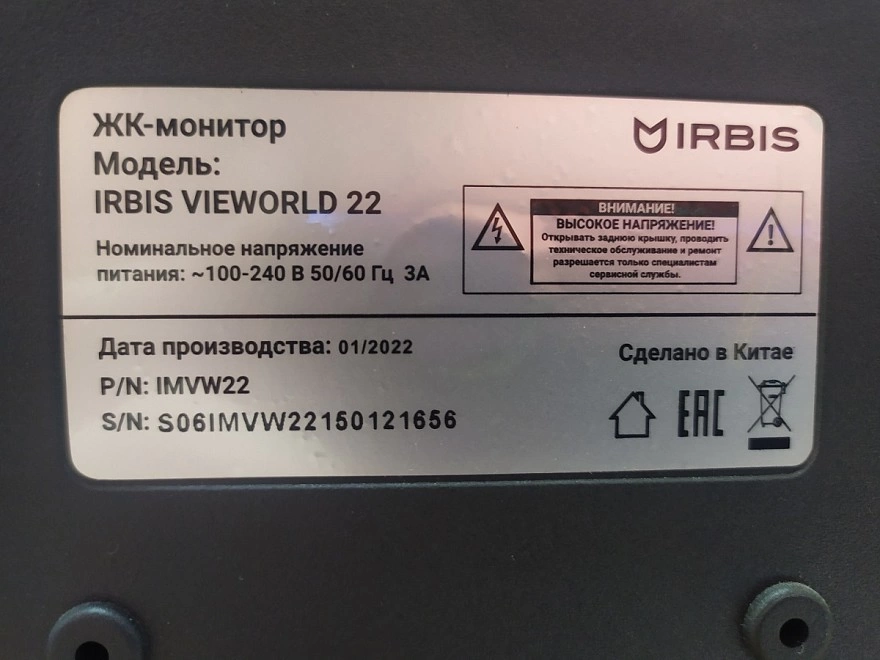 ЖК-монитор
Модель:
IRBIS VIEWORLD 22
Номинальное напряжение
питания: ~100-240 В 50/60 Гц 3А
IRBIS
ВНИМАНИЕ!
ВЫСОКОЕ НАПРЯЖЕНИЕ!
Открывать заднюю крышку, проводить
техническое обслуживание и ремонт
разрешается только специалистам
сервисной службы.
Дата производства: 01/2022
P/N: IMVW22
S/N: S06IMVW22150121656
Сделано в Китае
EAC